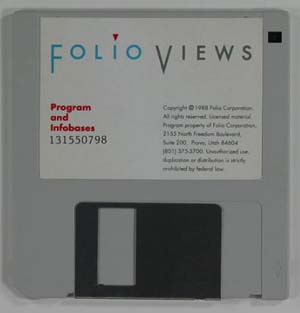 FOLIO VIEWS
Program
and
Infobases
131550798
Copyright © 1988 Folio Corporation.
All rights reserved. Licensed material.
Program property of Folio Corporation,
2155 North Freedom Boulevard,
Suite 200, Provo, Utah 84604
(801) 375-3700. Unauthorized use,
duplication or distribution is strictly
prohibited by federal law.